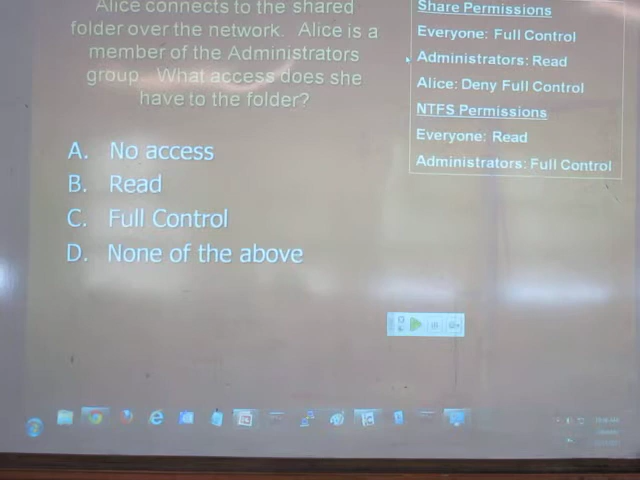 Alice connects to the shared
folder over the network. Alice is a
member of the Administrators
group. What access does she
have to the folder?
A. No access
B. Read
C. Full Control
D. None of the above
Share Permissions
Everyone: Full Control
Administrators: Read
Alice: Deny Full Control
NTFS Permissions
Everyone: Read
Administrators: Full Control